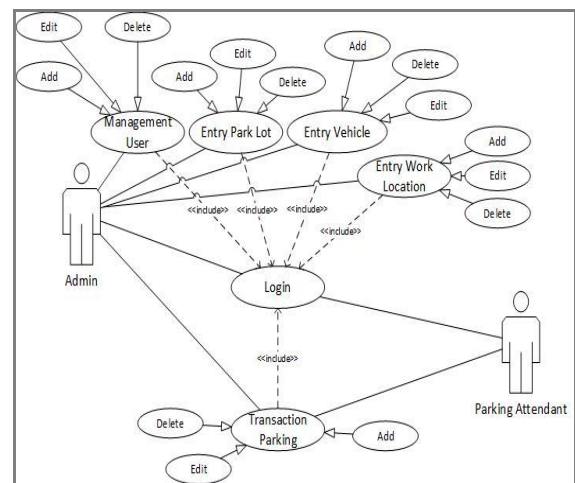 Edit
Delete
Edit
Add
Add
Add
Delete
Delete
Edit
Management
User
Entry Park Lot
Entry Vehicle
Add
Entry Work
Location
Edit
Delete
<<include>>
<<include>>
<<include>>
<<include>>
Admin
Login
<<include>>
Parking Attendant
Delete
Transaction
Parking
Add
Edit